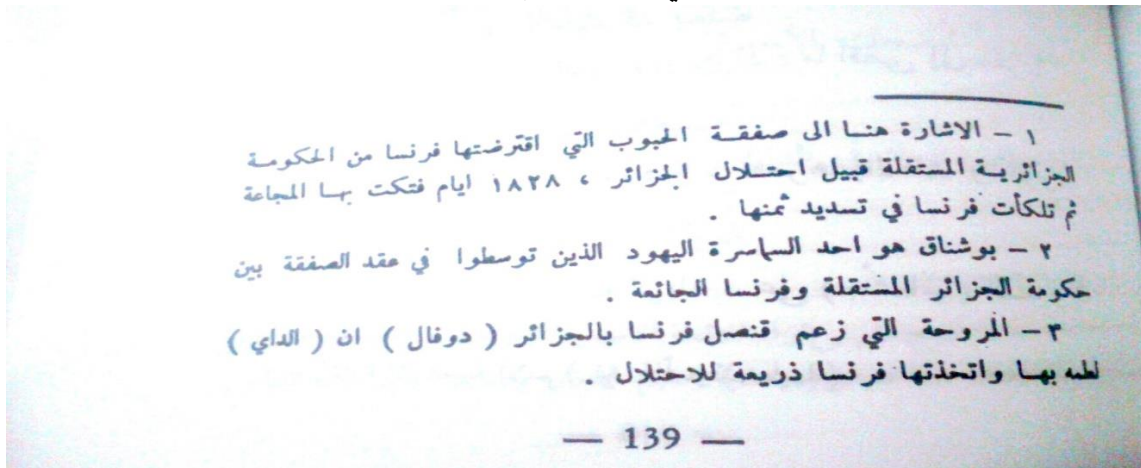 ١ – الاشارة هنا الى صفقة الحبوب التي اقترضتها فرنسا من الحكومة
الجزائرية المستقلة قبيل احتلال الجزائر ، ١٨٢٨ ايام فتكت بها المجاعة
ثم تلكأت فرنسا في تسديد ثمنها .
٢ – بوشناق هو احد السماسرة اليهود الذين توسطوا في عقد الصفقة بين
حكومة الجزائر المستقلة وفرنسا الجائعة .
٣ – المروحة التي زعم قنصل فرنسا بالجزائر ( دوفال ) ان ( الداي )
لطمه بها واتخذتها فرنسا ذريعة للاحتلال .
— 139 —